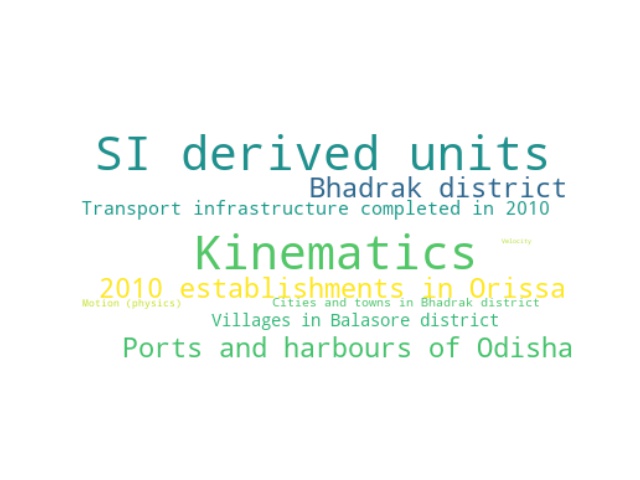 SI derived units
Bhadrak district
Transport infrastructure completed in 2010
Kinematics
Velocity
2010 establishments in Orissa
Motion (physics)
Cities and towns in Bhadrak district
Villages in Balasore district
Ports and harbours of Odisha